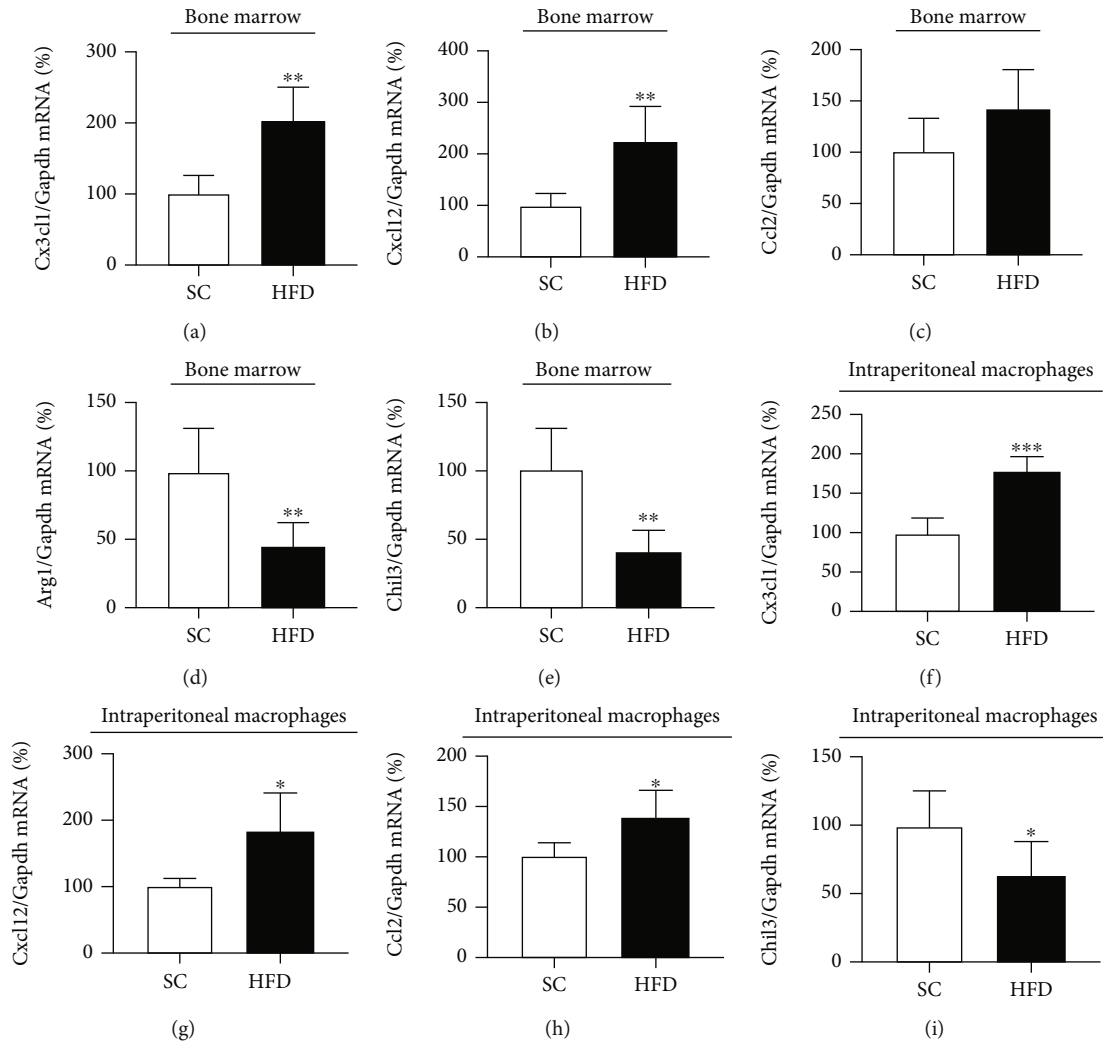 Bone marrow
Cx3cl1/Gapdh mRNA (%)
300
200
100
0
**
SC HFD
(a)
Bone marrow
Cxcl12/Gapdh mRNA (%)
400
300
200
100
0
**
SC HFD
(b)
Bone marrow
Ccl2/Gapdh mRNA (%)
200
150
100
50
0
SC HFD
(c)
Bone marrow
Arg1/Gapdh mRNA (%)
150
100
50
0
**
SC HFD
(d)
Bone marrow
Chil3/Gapdh mRNA (%)
150
100
50
0
**
SC HFD
(e)
Intraperitoneal macrophages
Cx3cl1/Gapdh mRNA (%)
250
200
150
100
50
0
***
SC HFD
(f)
Intraperitoneal macrophages
Cxcl12/Gapdh mRNA (%)
300
200
100
0
*
SC HFD
(g)
Intraperitoneal macrophages
Ccl2/Gapdh mRNA (%)
200
150
100
50
0
*
SC HFD
(h)
Intraperitoneal macrophages
Chil3/Gapdh mRNA (%)
150
100
50
0
*
SC HFD
(i)